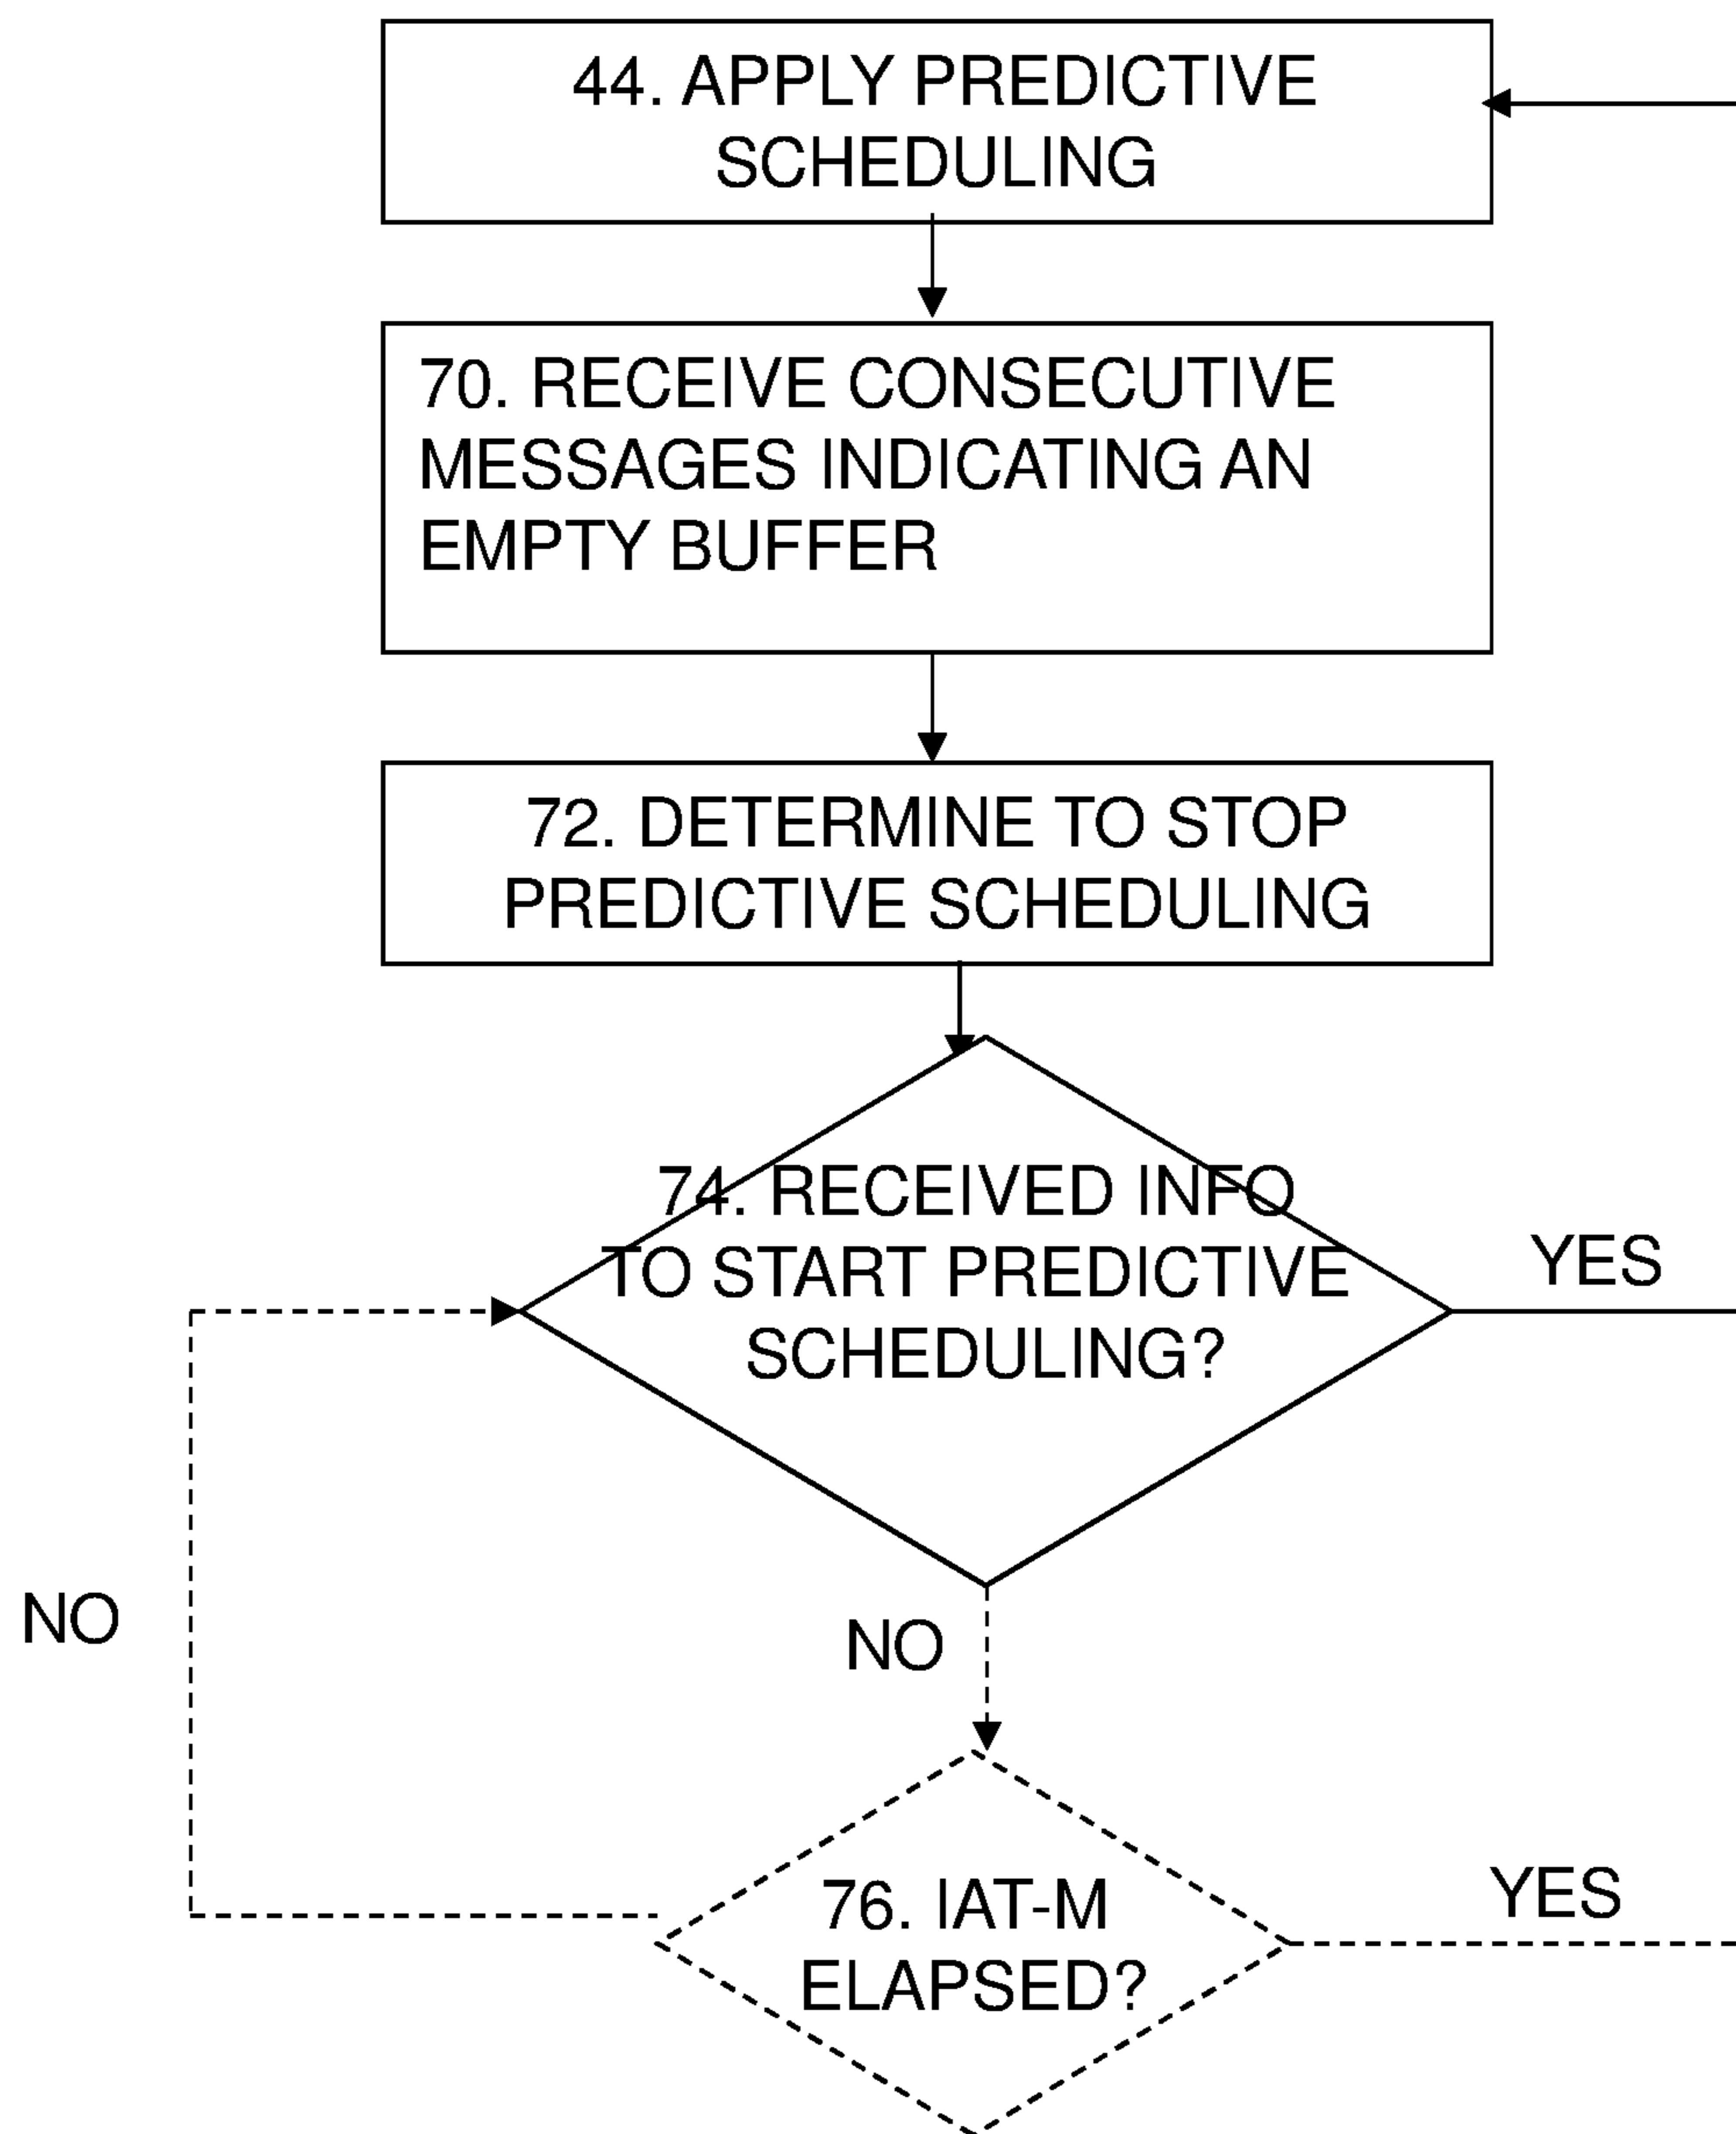 44. APPLY PREDICTIVE
SCHEDULING
70. RECEIVE CONSECUTIVE
MESSAGES INDICATING AN
EMPTY BUFFER
72. DETERMINE TO STOP
PREDICTIVE SCHEDULING
74. RECEIVED INFO
TO START PREDICTIVE
SCHEDULING?
YES
NO
NO
76. IAT-M
ELAPSED?
YES